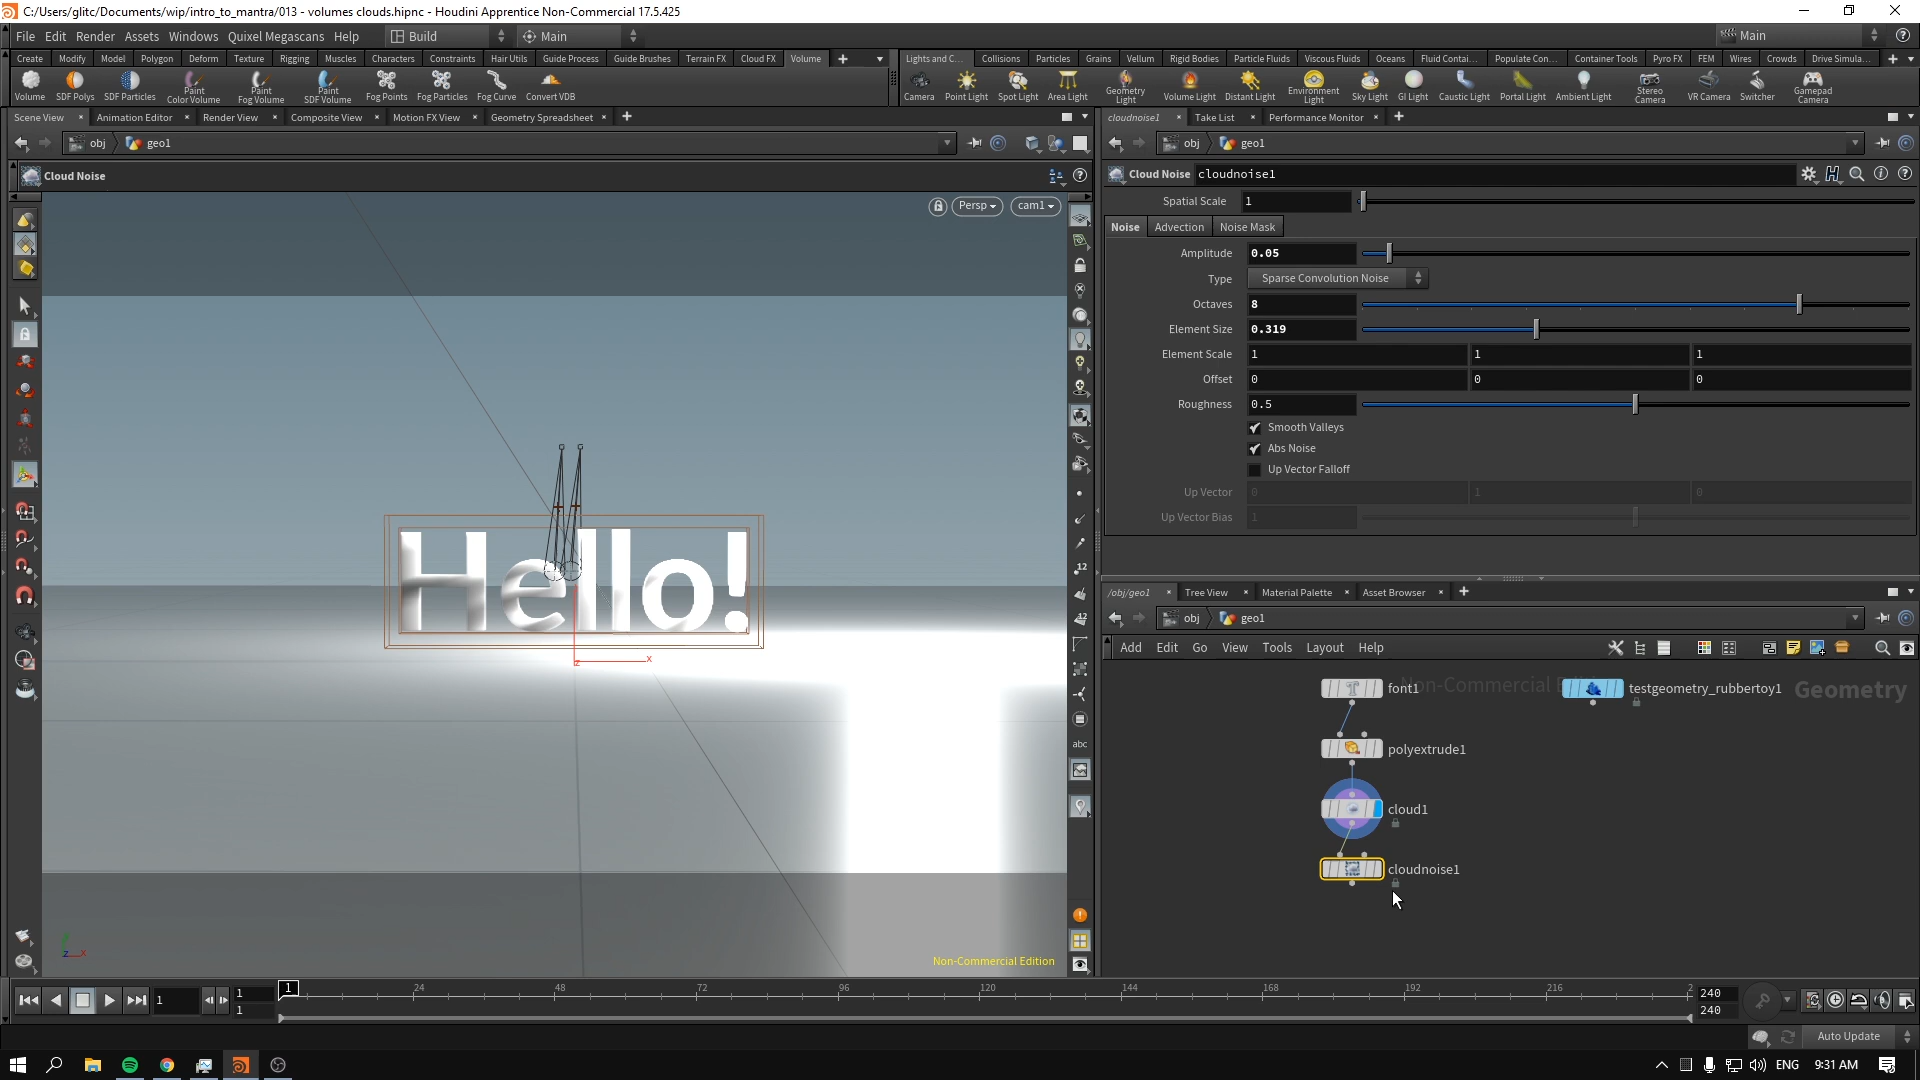 C:/Users/glitc/Documents/wip/intro_to_mantra/013 - volumes clouds.hipnc - Houdini Apprentice Non-Commercial 17.5.425
File Edit Render Assets Windows Quixel Megascans Help Build Main Main
Create Modify Model Polygon Deform Texture Rigging Muscles Characters Constraints Hair Utils Guide Process Guide Brushes Terrain FX Cloud FX Volume
Lights and C... Collisions Particles Grains Vellum Rigid Bodies Particle Fluids Viscous Fluids Oceans Fluid Contai... Populate Con... Container Tools Pyro FX FEM Wires Crowds Drive Simula...
Volume SDF Polys SDF Particles Paint Color Volume Paint Fog Volume Paint SDF Volume Fog Points Fog Particles Fog Curve Convert VDB
Camera Point Light Spot Light Area Light Geometry Light Volume Light Distant Light Environment Light Sky Light GI Light Caustic Light Portal Light Ambient Light Stereo Camera VR Camera Switcher Gamepad Camera
Scene View Animation Editor Render View Composite View Motion FX View Geometry Spreadsheet
cloudnoise1 Take List Performance Monitor
obj geo1
obj geo1
Cloud Noise
Cloud Noise cloudnoise1
Persp cam1
Spatial Scale 1
Noise Advection Noise Mask
Amplitude 0.05
Type Sparse Convolution Noise
Octaves 8
Element Size 0.319
Element Scale 1 1 1
Offset 0 0 0
Roughness 0.5
Smooth Valleys
Abs Noise
Up Vector Falloff
Up Vector 0 1 0
Up Vector Bias 1
Hello!
z x
12
12
abc
/obj/geo1 Tree View Material Palette Asset Browser
obj geo1
Add Edit Go View Tools Layout Help
Geometry
font1
testgeometry_rubbertoy1
polyextrude1
cloud1
cloudnoise1
z x
Non-Commercial Edition
1 1 1 1 24 48 72 96 120 144 168 192 216 2 240
1 240
Auto Update
ENG 9:31 AM